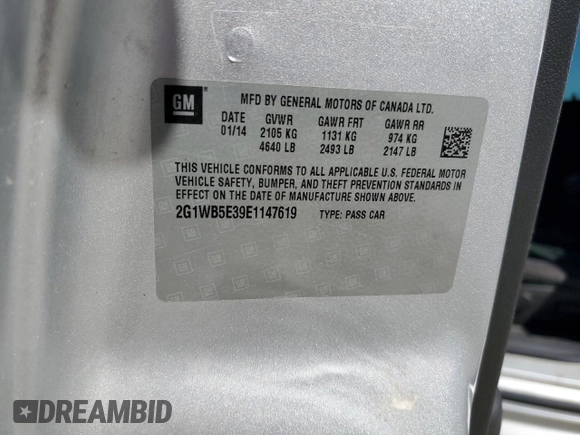 GM
MFD BY GENERAL MOTORS OF CANADA LTD.
DATE GVWR GAWR FRT GAWR RR
01/14 2105 KG 1131 KG 974 KG
4640 LB 2493 LB 2147 LB
THIS VEHICLE CONFORMS TO ALL APPLICABLE U.S. FEDERAL MOTOR
VEHICLE SAFETY, BUMPER, AND THEFT PREVENTION STANDARDS IN
EFFECT ON THE DATE OF MANUFACTURE SHOWN ABOVE.
2G1WB5E39E1147619 TYPE: PASS CAR
DREAMBID